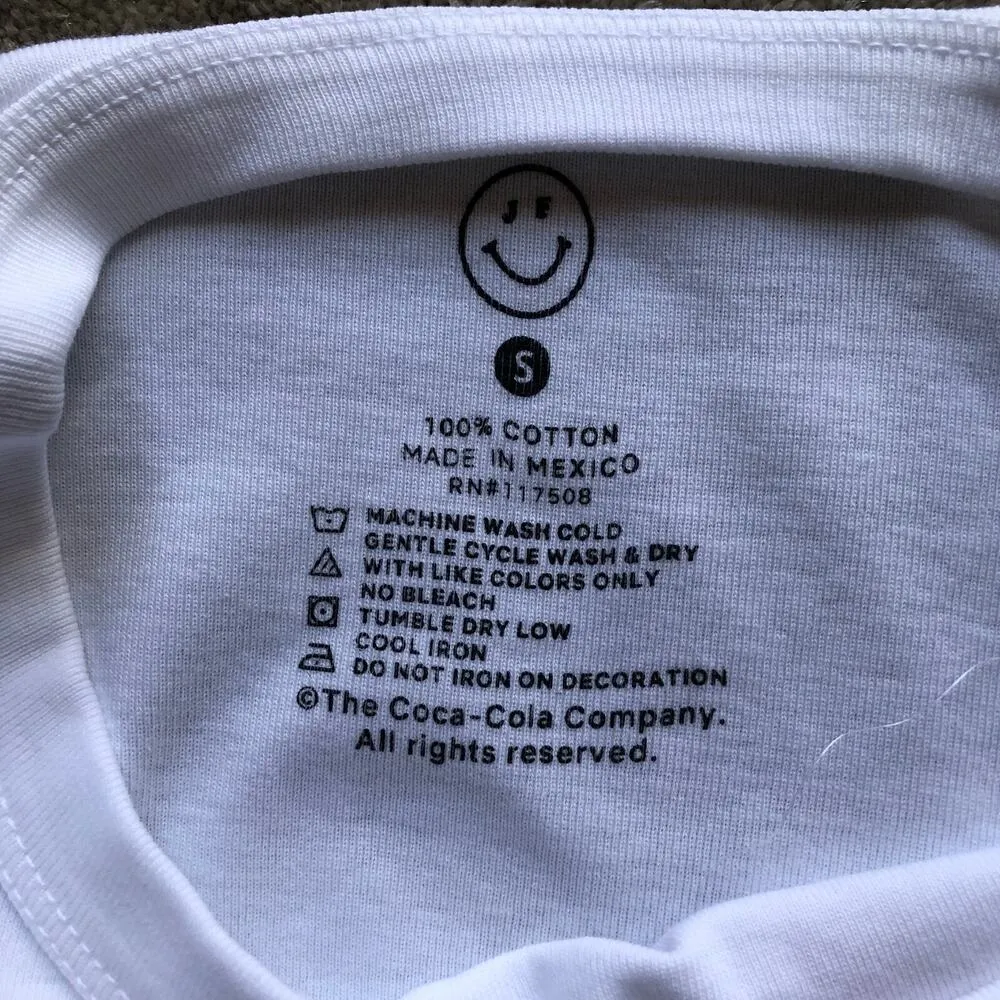 J F
S
100% COTTON
MADE IN MEXICO
RN#117508
MACHINE WASH COLD
GENTLE CYCLE WASH & DRY
WITH LIKE COLORS ONLY
NO BLEACH
TUMBLE DRY LOW
COOL IRON
DO NOT IRON ON DECORATION
©The Coca-Cola Company.
All rights reserved.